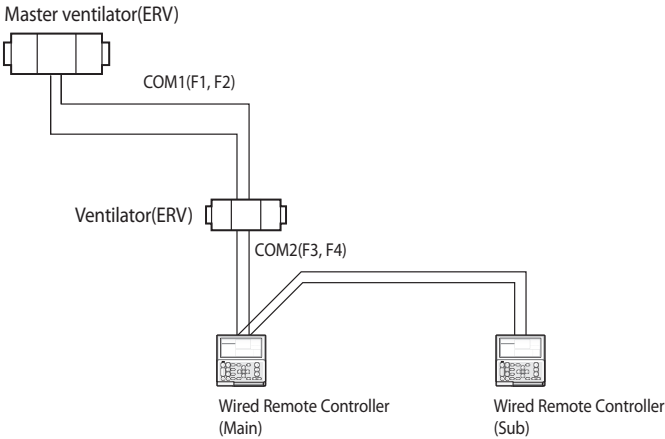 Master ventilator(ERV)
COM1(F1, F2)
Ventilator(ERV)
COM2(F3, F4)
Wired Remote Controller
(Main)
Wired Remote Controller
(Sub)